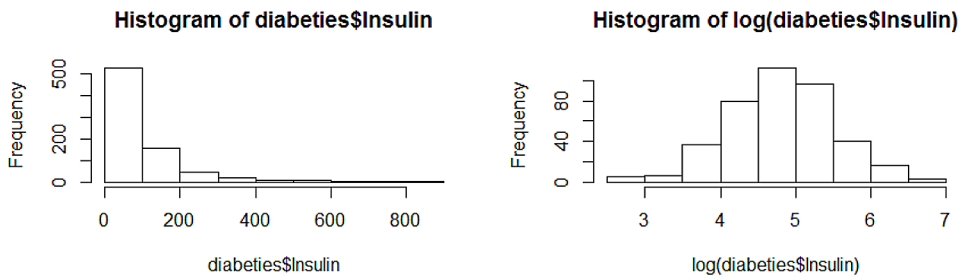 Histogram of diabeties$Insulin
Frequency
0
200
500
0
200
400
600
800
diabeties$Insulin
Histogram of log(diabeties$Insulin)
Frequency
0
40
80
3
4
5
6
7
log(diabeties$Insulin)